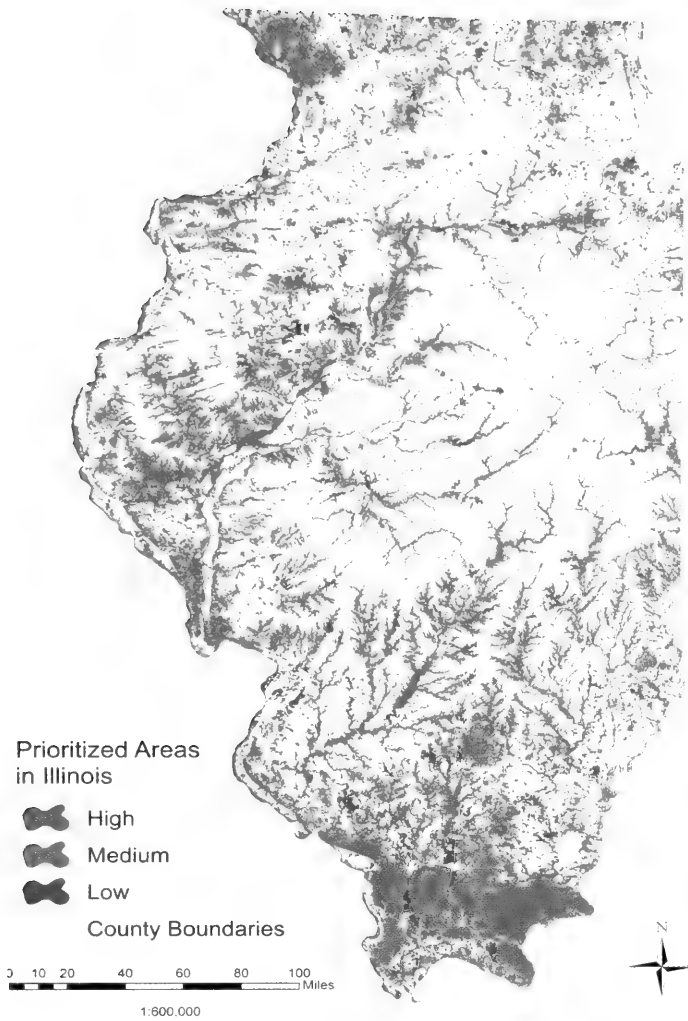 Prioritized Areas
in Illinois
High
Medium
Low
County Boundaries
0 10 20 40 60 80 100
Miles
1:600.000
N